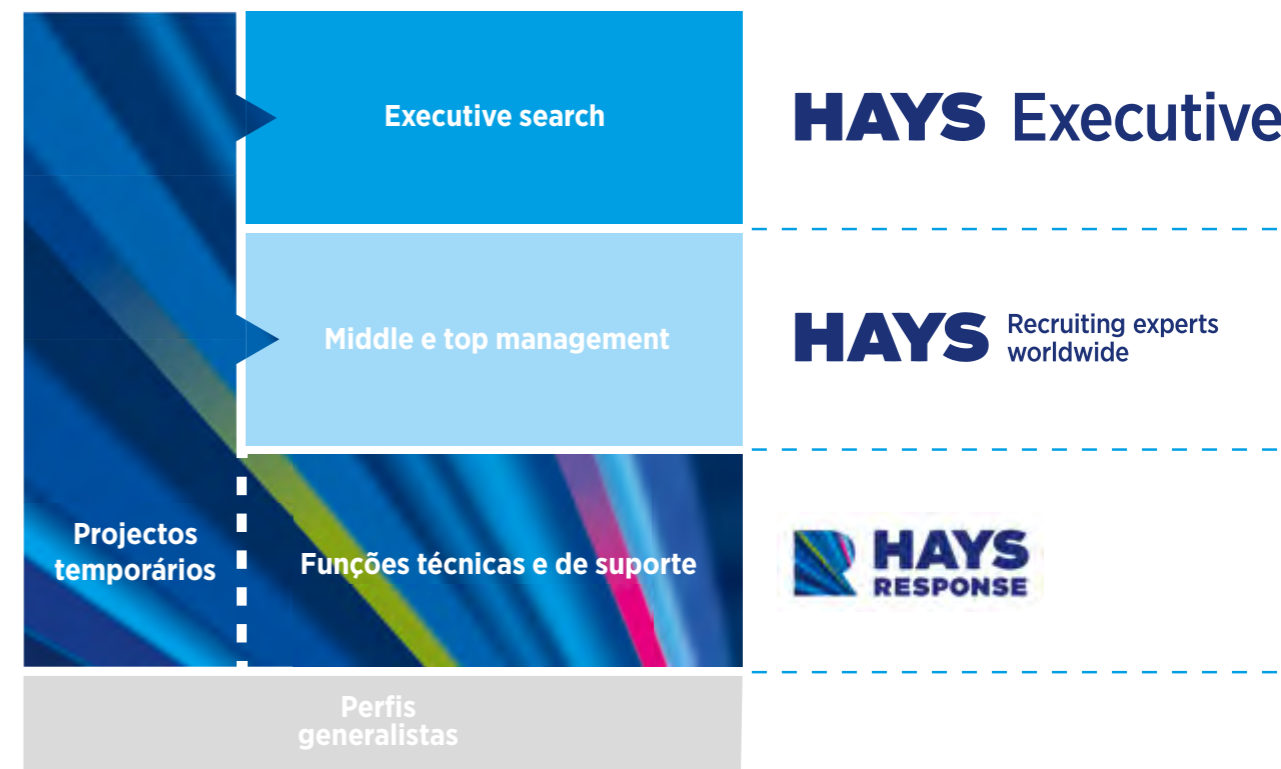 Executive search
HAYS Executive
Middle e top management
HAYS Recruiting experts
worldwide
Projectos
temporários
Funções técnicas e de suporte
HAYS
RESPONSE
Perfis
generalistas